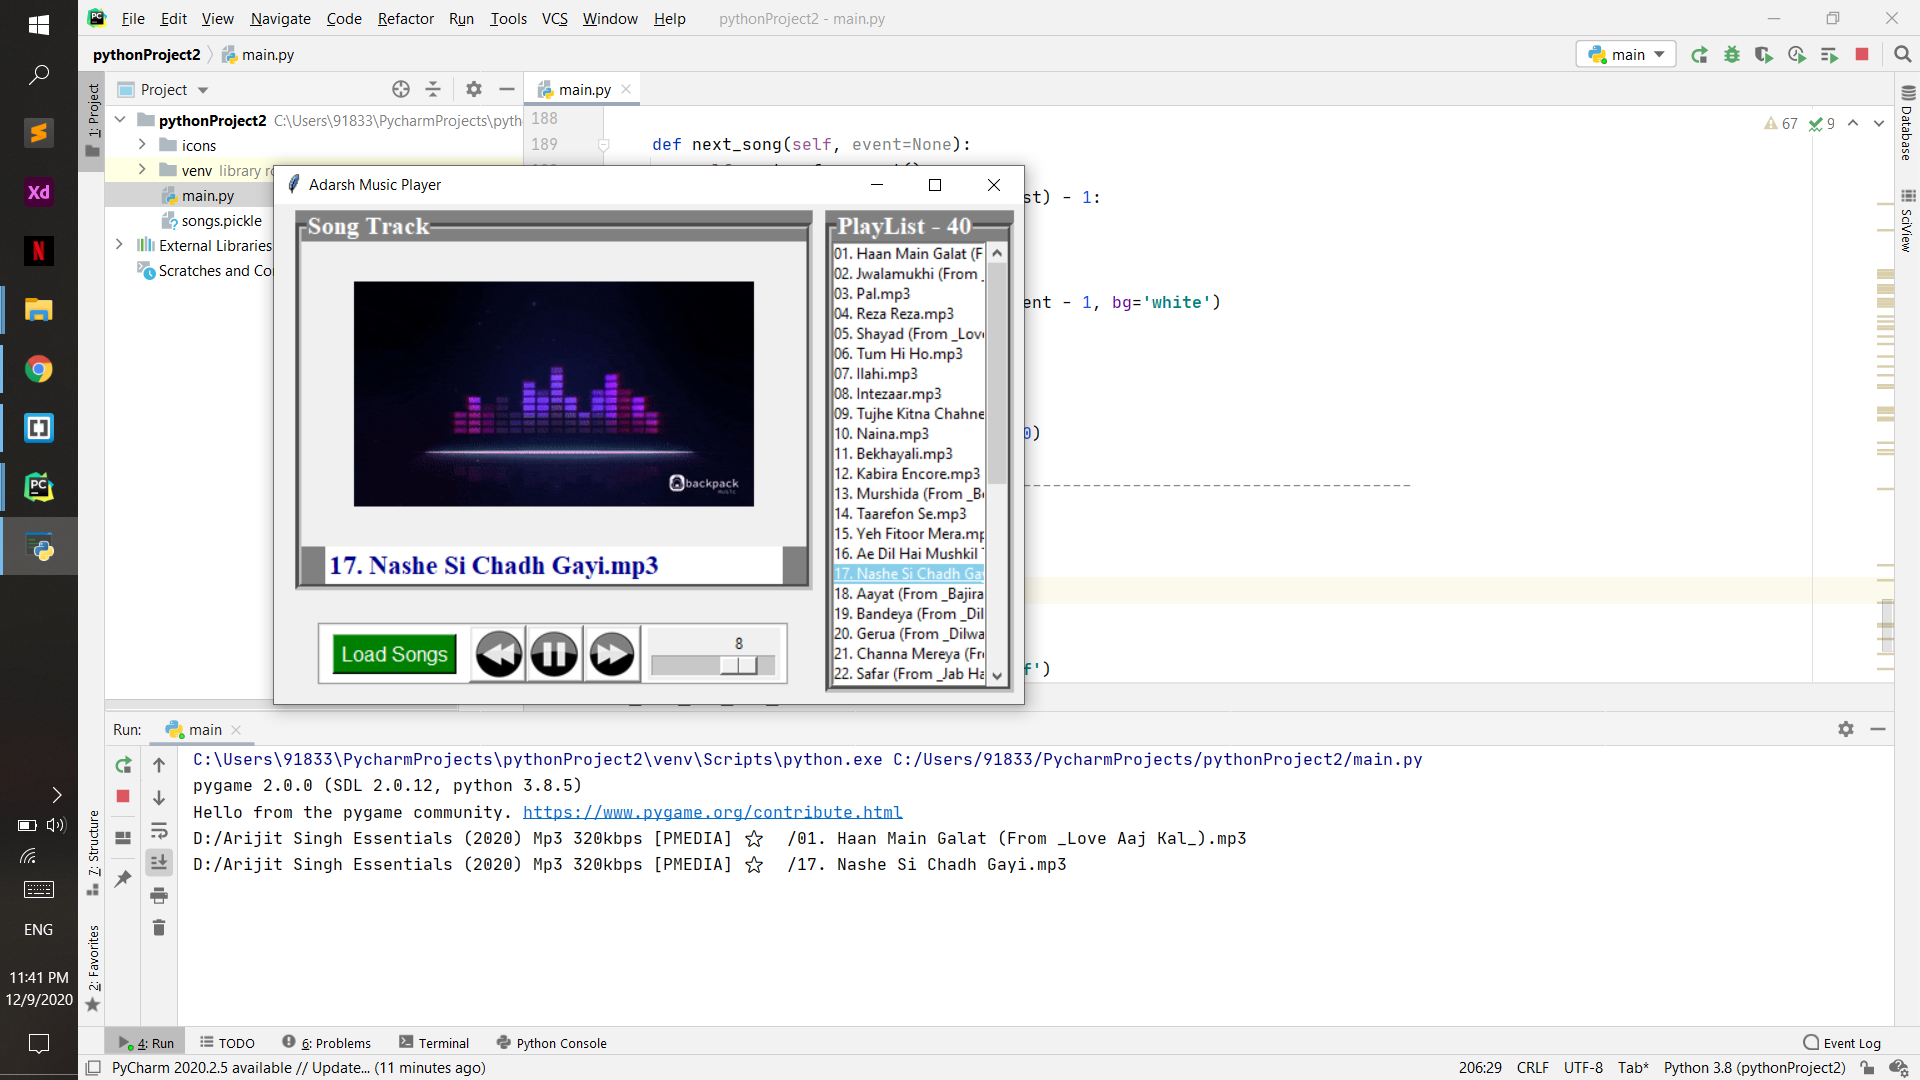 File Edit View Navigate Code Refactor Run Tools VCS Window Help pythonProject2 - main.py
pythonProject2 main.py
main
1: Project
Project
main.py
pythonProject2 C:\Users\91833\PycharmProjects\pyth
icons
venv library ro
main.py
songs.pickle
External Libraries
Scratches and Co
188
189
def next_song(self, event=None):
67 9
st) - 1:
ent - 1, bg='white')
0)
f')
Database
SciView
Adarsh Music Player
Song Track
backpack
MUSIC
17. Nashe Si Chadh Gayi.mp3
Load Songs
8
PlayList - 40
01. Haan Main Galat (F
02. Jwalamukhi (From _
03. Pal.mp3
04. Reza Reza.mp3
05. Shayad (From _Love
06. Tum Hi Ho.mp3
07. Ilahi.mp3
08. Intezaar.mp3
09. Tujhe Kitna Chahne
10. Naina.mp3
11. Bekhayali.mp3
12. Kabira Encore.mp3
13. Murshida (From _Be
14. Taarefon Se.mp3
15. Yeh Fitoor Mera.mp
16. Ae Dil Hai Mushkil T
17. Nashe Si Chadh Gay
18. Aayat (From _Bajira
19. Bandeya (From _Dil
20. Gerua (From _Dilwa
21. Channa Mereya (Fr
22. Safar (From _Jab Ha
Run: main
C:\Users\91833\PycharmProjects\pythonProject2\venv\Scripts\python.exe C:/Users/91833/PycharmProjects/pythonProject2/main.py
pygame 2.0.0 (SDL 2.0.12, python 3.8.5)
Hello from the pygame community. https://www.pygame.org/contribute.html
D:/Arijit Singh Essentials (2020) Mp3 320kbps [PMEDIA] ☆ /01. Haan Main Galat (From _Love Aaj Kal_).mp3
D:/Arijit Singh Essentials (2020) Mp3 320kbps [PMEDIA] ☆ /17. Nashe Si Chadh Gayi.mp3
7: Structure
2: Favorites
Xd
N
PC
ENG
11:41 PM
12/9/2020
4: Run TODO 6: Problems Terminal Python Console Event Log
PyCharm 2020.2.5 available // Update... (11 minutes ago) 206:29 CRLF UTF-8 Tab* Python 3.8 (pythonProject2)